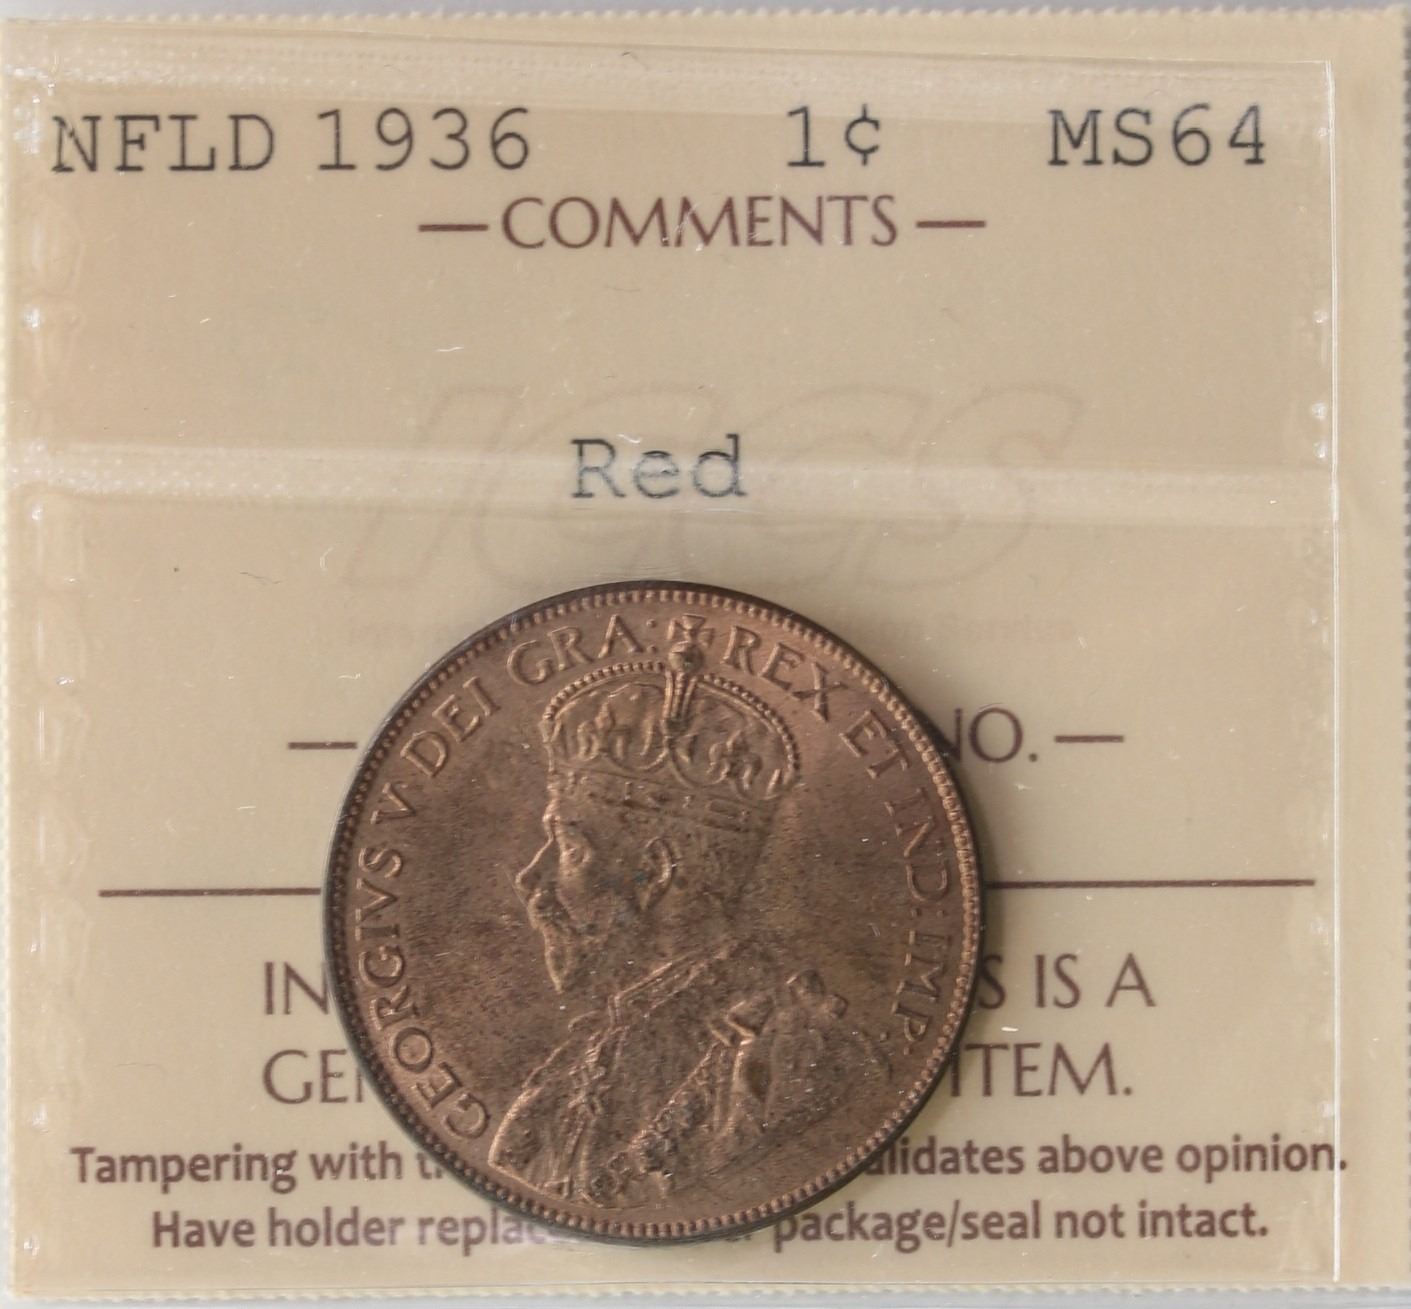 NFLD 1936 1¢ MS64
— COMMENTS —
ICCS
Red
GEORGIVS V DEI GRA: REX ET IND: IMP:
— NO. —
IN S IS A
GEN ITEM.
Tampering with t alidates above opinion.
Have holder replac package/seal not intact.